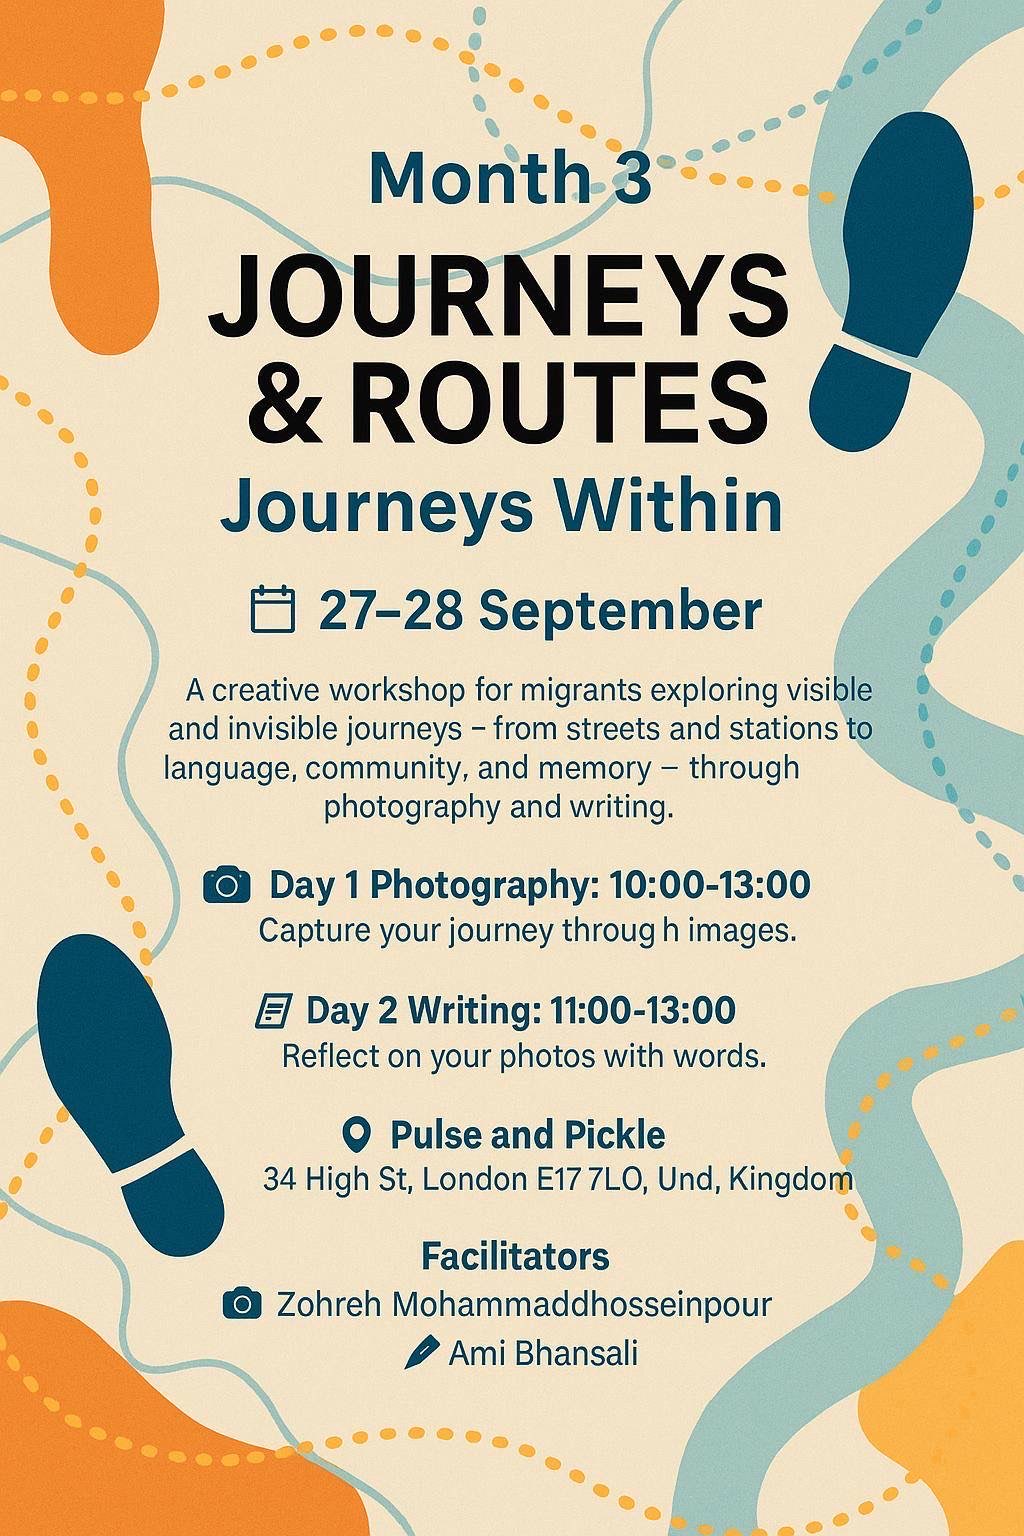 Month 3
JOURNEYS
& ROUTES
Journeys Within
27–28 September
A creative workshop for migrants exploring visible
and invisible journeys – from streets and stations to
language, community, and memory – through
photography and writing.
Day 1 Photography: 10:00-13:00
Capture your journey throug h images.
Day 2 Writing: 11:00-13:00
Reflect on your photos with words.
Pulse and Pickle
34 High St, London E17 7LO, Und, Kingdom
Facilitators
Zohreh Mohammaddhosseinpour
Ami Bhansali